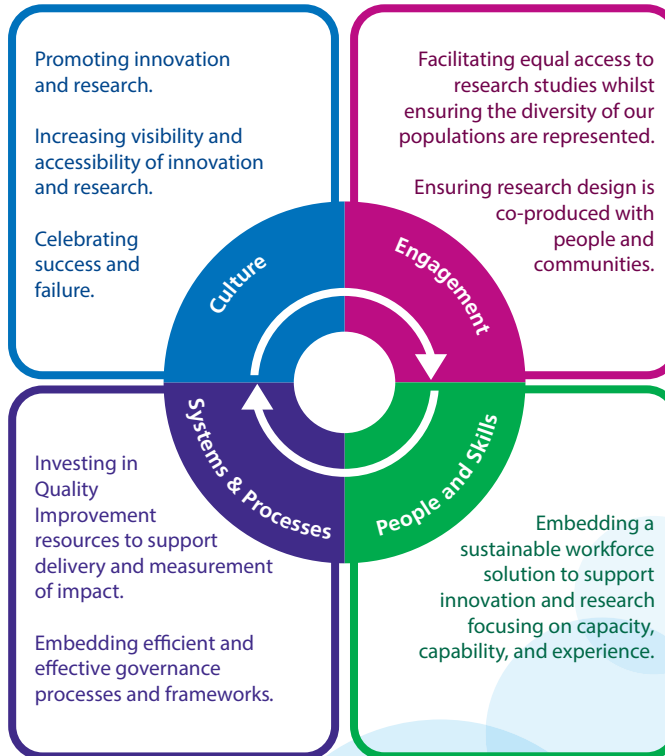 Promoting innovation
and research.
Increasing visibility and
accessibility of innovation
and research.
Celebrating
success and
failure.
Facilitating equal access to
research studies whilst
ensuring the diversity of our
populations are represented.
Ensuring research design is
co-produced with
people and
communities.
Culture
Engagement
Systems & Processes
People and Skills
Investing in
Quality
Improvement
resources to support
delivery and measurement
of impact.
Embedding efficient and
effective governance
processes and frameworks.
Embedding a
sustainable workforce
solution to support
innovation and research
focusing on capacity,
capability, and experience.